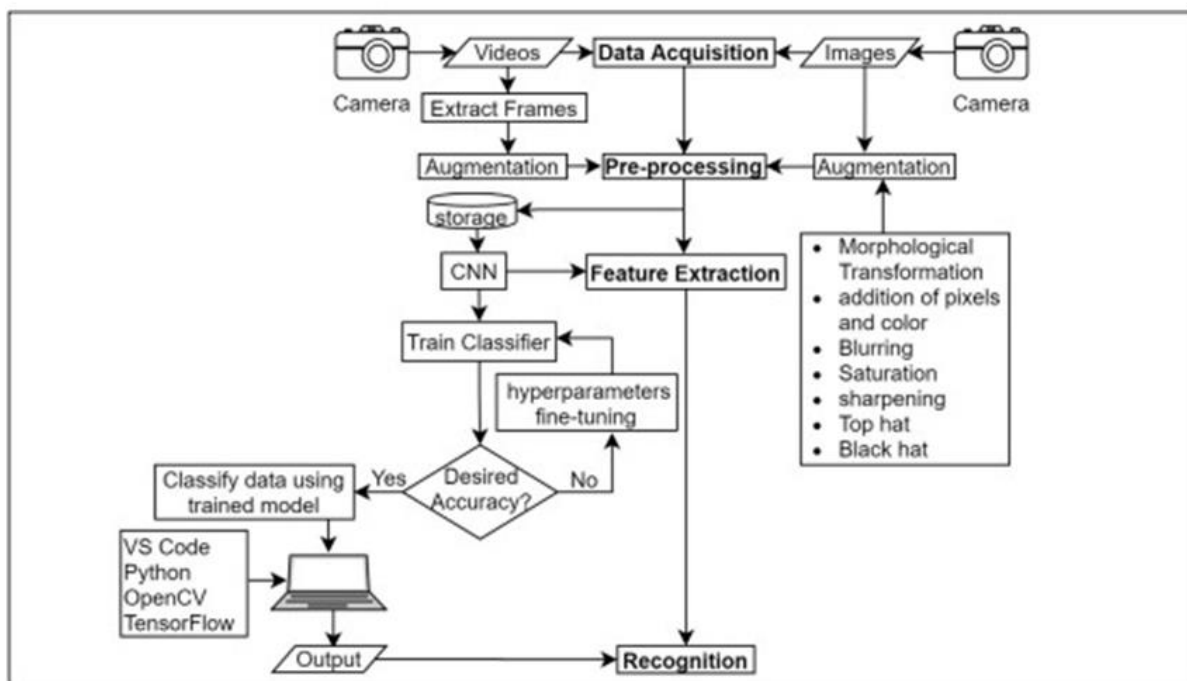 Videos
Data Acquisition
Images
Camera
Camera
Extract Frames
Augmentation
Pre-processing
Augmentation
storage
CNN
Feature Extraction
• Morphological
Transformation
• addition of pixels
and color
• Blurring
• Saturation
• sharpening
• Top hat
• Black hat
Train Classifier
hyperparameters
fine-tuning
Desired
Accuracy?
Yes
No
Classify data using
trained model
VS Code
Python
OpenCV
TensorFlow
Output
Recognition